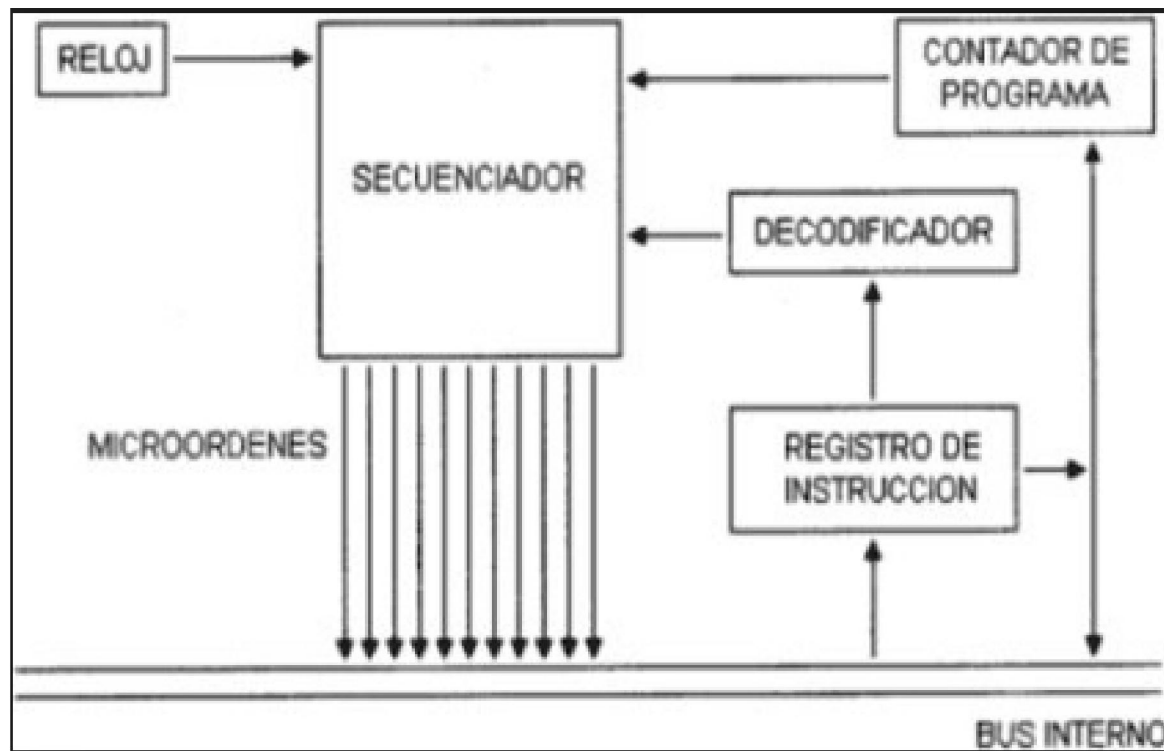 RELOJ
CONTADOR DE
PROGRAMA
SECUENCIADOR
DECODIFICADOR
MICROORDENES
REGISTRO DE
INSTRUCCION
BUS INTERNO